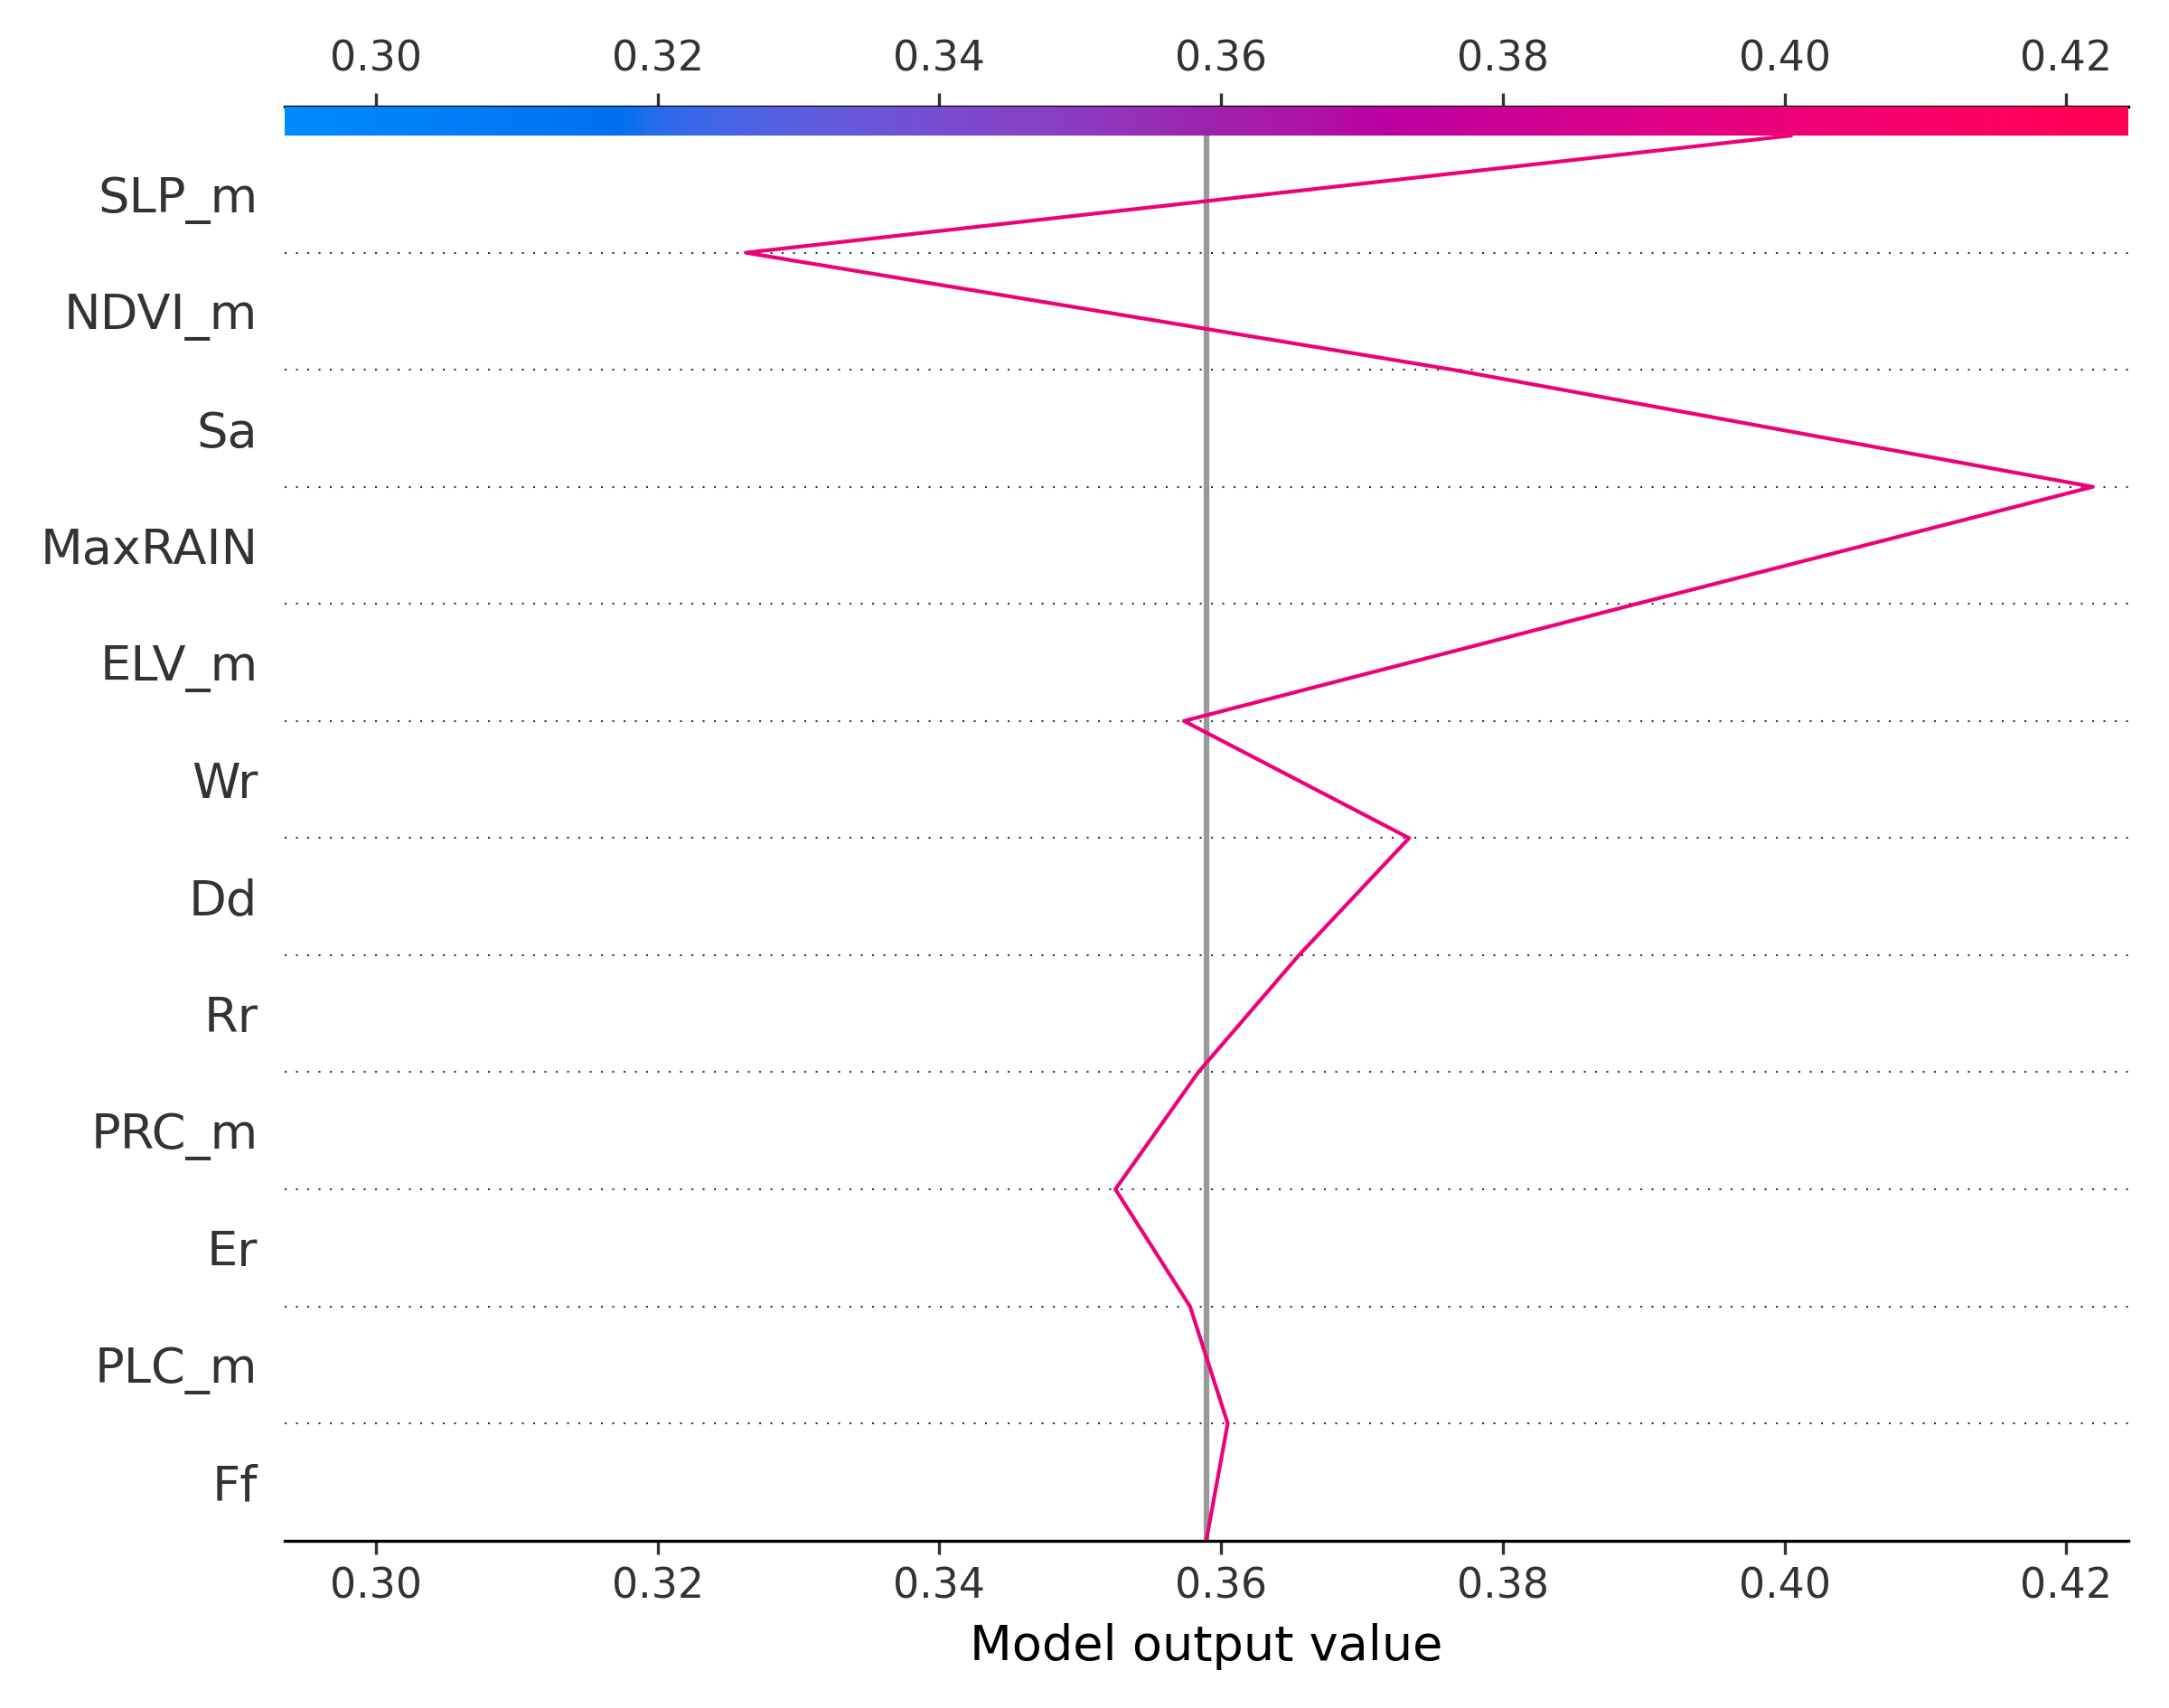 0.30 0.32 0.34 0.36 0.38 0.40 0.42
SLP_m
NDVI_m
Sa
MaxRAIN
ELV_m
Wr
Dd
Rr
PRC_m
Er
PLC_m
Ff
0.30 0.32 0.34 0.36 0.38 0.40 0.42
Model output value